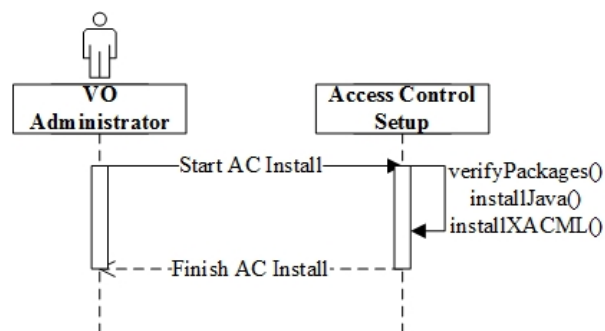 VO
Administrator
Access Control
Setup
Start AC Install
verifyPackages()
installJava()
installXACML()
Finish AC Install